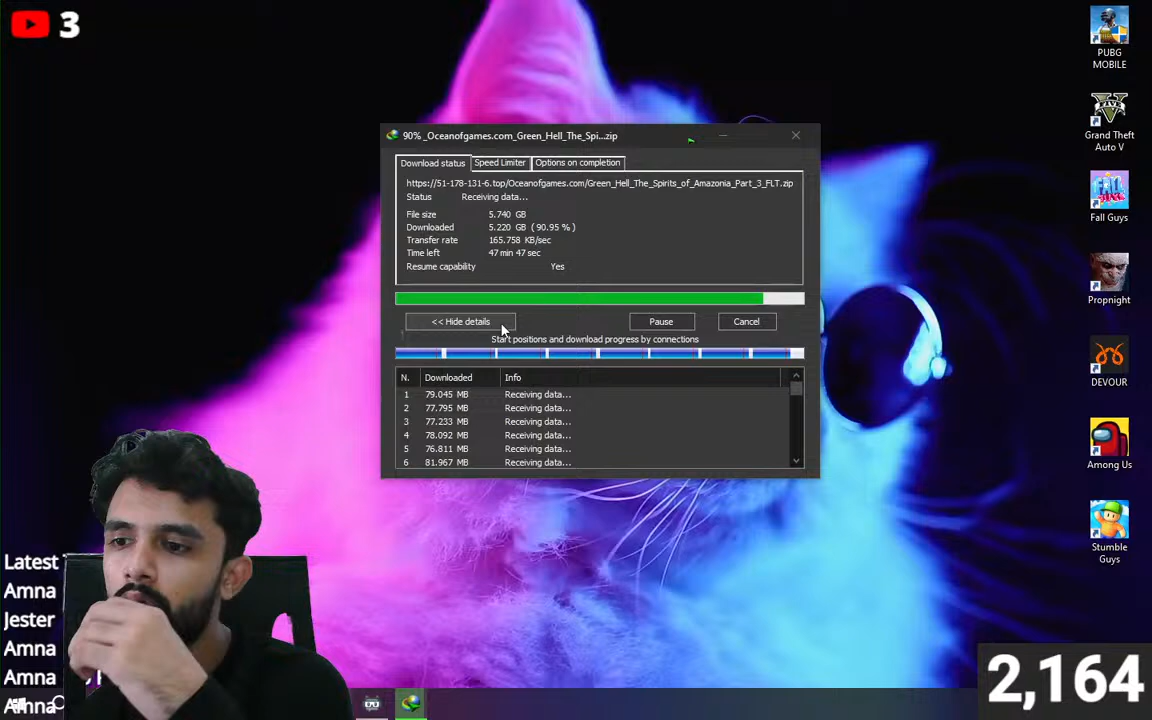 3
PUBG
MOBILE
Grand Theft
Auto V
Fall Guys
Propnight
DEVOUR
Among Us
Stumble
Guys
90% _Oceanofgames.com_Green_Hell_The_Spi...zip
Download status
Speed Limiter
Options on completion
https://51-178-131-6.top/Oceanofgames.com/Green_Hell_The_Spirits_of_Amazonia_Part_3_FLT.zip
Status Receiving data...
File size 5.740 GB
Downloaded 5.220 GB ( 90.95 % )
Transfer rate 165.758 KB/sec
Time left 47 min 47 sec
Resume capability Yes
<< Hide details
Pause
Cancel
Start positions and download progress by connections
N. Downloaded Info
1 79.045 MB Receiving data...
2 77.795 MB Receiving data...
3 77.233 MB Receiving data...
4 78.092 MB Receiving data...
5 76.811 MB Receiving data...
6 81.967 MB Receiving data...
Latest
Amna
Jester
Amna
Amna
Amna
2,164